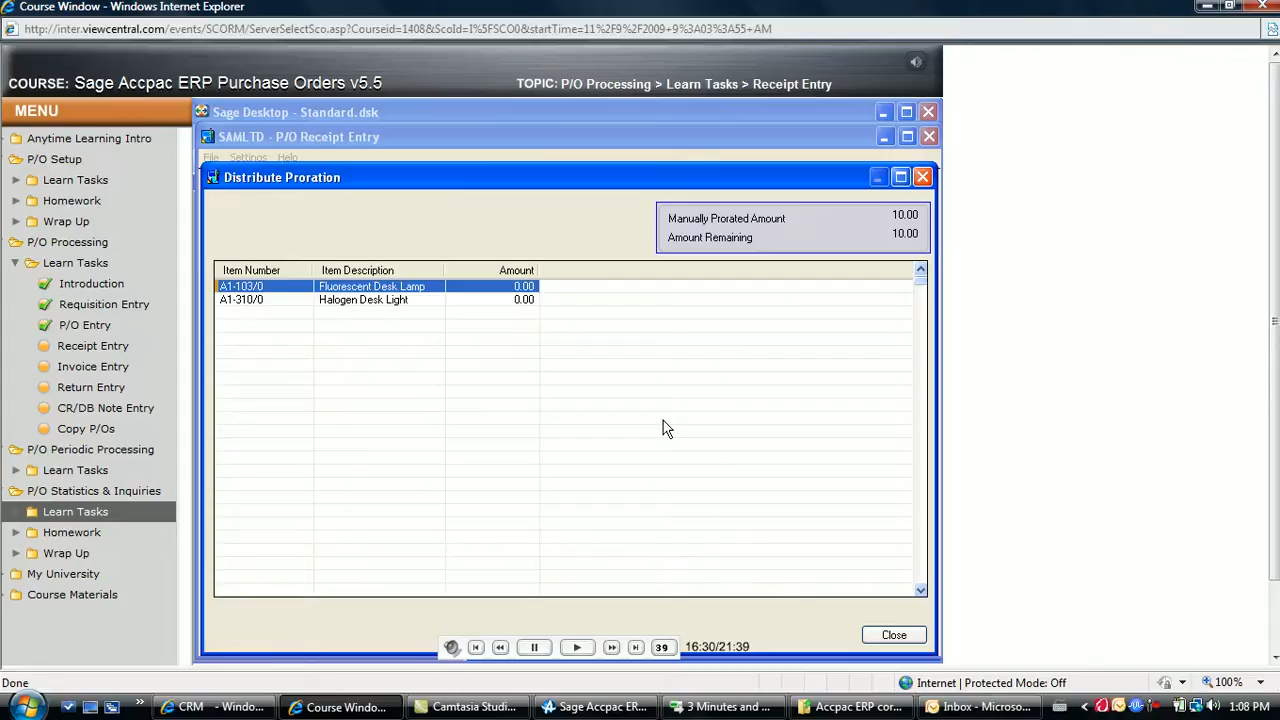 Course Window - Windows Internet Explorer
http://inter.viewcentral.com/events/SCORM/ServerSelectSco.asp?Courseid=1408&ScoId=I%5FSCO0&startTime=11%2F9%2F2009+9%3A03%3A55+AM
COURSE: Sage Accpac ERP Purchase Orders v5.5
TOPIC: P/O Processing > Learn Tasks > Receipt Entry
MENU
Anytime Learning Intro
P/O Setup
Learn Tasks
Homework
Wrap Up
P/O Processing
Learn Tasks
Introduction
Requisition Entry
P/O Entry
Receipt Entry
Invoice Entry
Return Entry
CR/DB Note Entry
Copy P/Os
P/O Periodic Processing
Learn Tasks
P/O Statistics & Inquiries
Learn Tasks
Homework
Wrap Up
My University
Course Materials
Sage Desktop - Standard.dsk
SAMLTD - P/O Receipt Entry
File Settings Help
Distribute Proration
Manually Prorated Amount 10.00
Amount Remaining 10.00
Item Number Item Description Amount
A1-103/0 Fluorescent Desk Lamp 0.00
A1-310/0 Halogen Desk Light 0.00
Close
39 16:30/21:39
Done
Internet | Protected Mode: Off
100%
CRM - Windo...
Course Windo...
Camtasia Studi...
Sage Accpac ER...
3 Minutes and ...
Accpac ERP cor...
Inbox - Microso...
1:08 PM